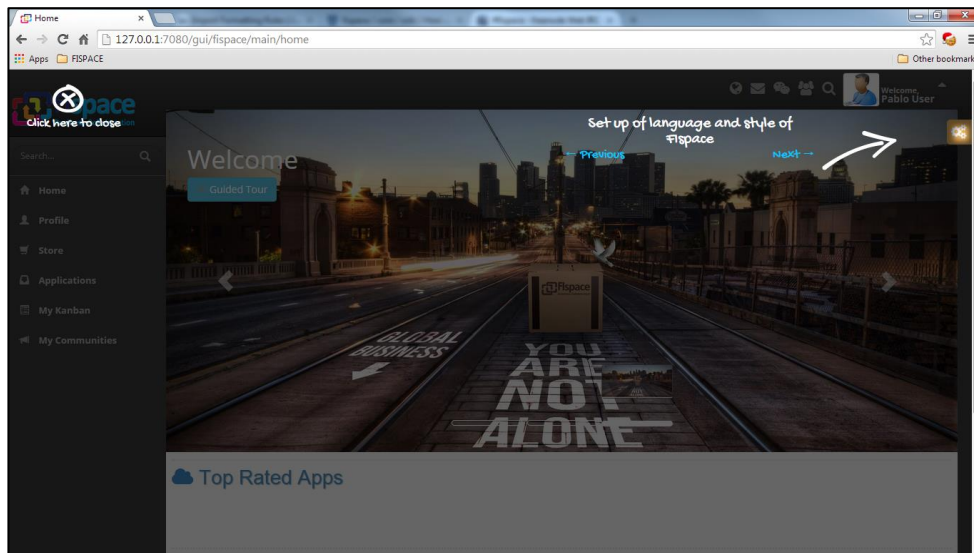 Home
127.0.0.1:7080/gui/fispace/main/home
Apps
FISPACE
Other bookmark
Click here to close
Welcome,
Pablo User
Set up of language and style of
FIspace
← Previous
Next →
Search...
Welcome
Guided Tour
Home
Profile
Store
Applications
My Kanban
My Communities
FIspace
GLOBAL
BUSINESS
YOU
ARE
NOT
ALONE
Top Rated Apps